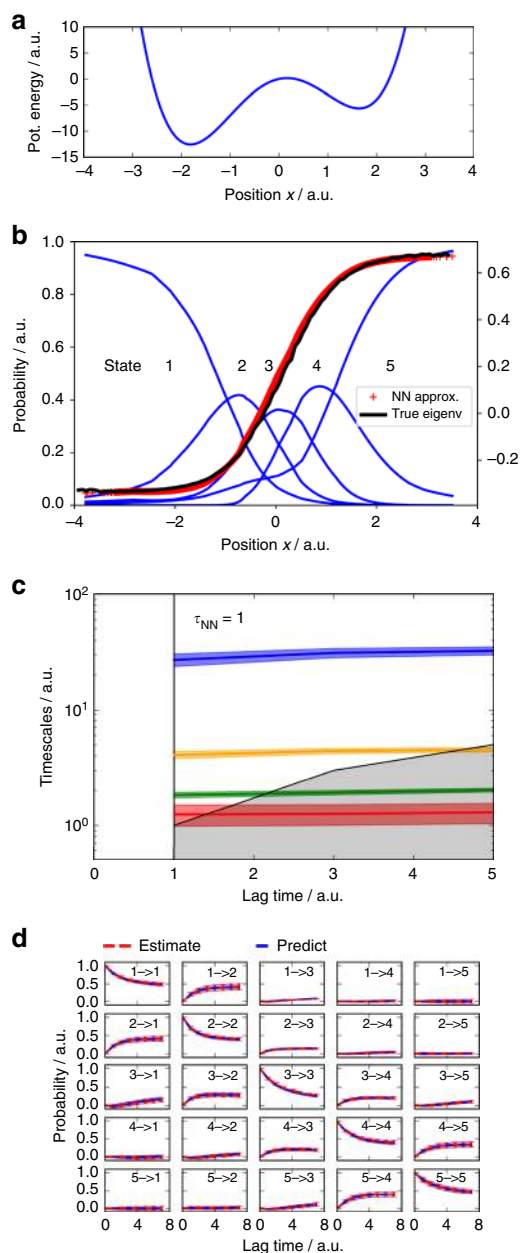 a
10
5
0
−5
−10
−15
Pot. energy / a.u.
−4 −3 −2 −1 0 1 2 3 4
Position x / a.u.
b
1.0
0.8
0.6
0.4
0.2
0.0
Probability / a.u.
0.6
0.4
0.2
0.0
−0.2
State 1 2 3 4 5
NN approx.
True eigenv
−4 −2 0 2 4
Position x / a.u.
c
10²
10¹
10⁰
Timescales / a.u.
τNN = 1
0 1 2 3 4 5
Lag time / a.u.
d
Estimate Predict
Probability / a.u.
1.0
0.5
0.0
1->1 1->2 1->3 1->4 1->5
1.0
0.5
0.0
2->1 2->2 2->3 2->4 2->5
1.0
0.5
0.0
3->1 3->2 3->3 3->4 3->5
1.0
0.5
0.0
4->1 4->2 4->3 4->4 4->5
1.0
0.5
0.0
5->1 5->2 5->3 5->4 5->5
0 4 8 0 4 8 0 4 8 0 4 8 0 4 8
Lag time / a.u.